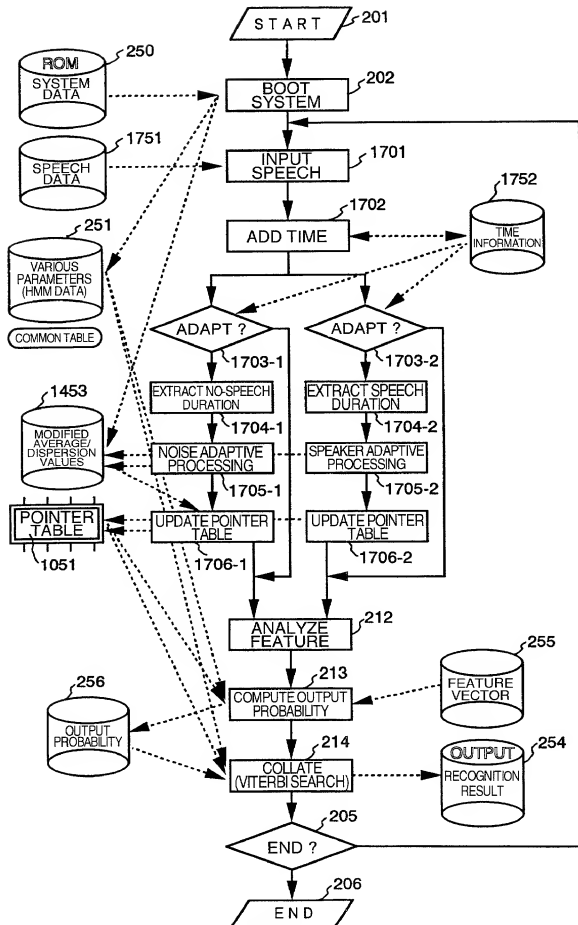 START
201
250
ROM
SYSTEM
DATA
202
BOOT
SYSTEM
1751
SPEECH
DATA
INPUT
SPEECH
1701
1702
ADD TIME
1752
TIME
INFORMATION
251
VARIOUS
PARAMETERS
(HMM DATA)
COMMON TABLE
ADAPT ?
1703-1
ADAPT ?
1703-2
EXTRACT NO-SPEECH
DURATION
1704-1
EXTRACT SPEECH
DURATION
1704-2
1453
MODIFIED
AVERAGE/
DISPERSION
VALUES
NOISE ADAPTIVE
PROCESSING
1705-1
SPEAKER ADAPTIVE
PROCESSING
1705-2
POINTER
TABLE
1051
UPDATE POINTER
TABLE
1706-1
UPDATE POINTER
TABLE
1706-2
212
ANALYZE
FEATURE
213
COMPUTE OUTPUT
PROBABILITY
255
FEATURE
VECTOR
256
OUTPUT
PROBABILITY
214
COLLATE
(VITERBI SEARCH)
254
OUTPUT
RECOGNITION
RESULT
205
END ?
206
END